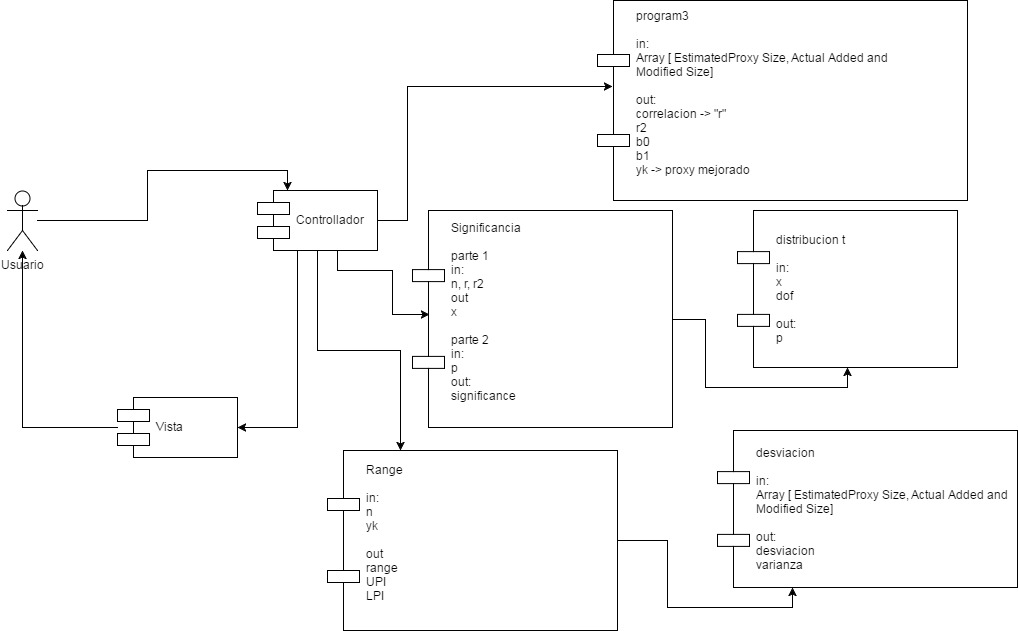 program3
in:
Array [ EstimatedProxy Size, Actual Added and
Modified Size]
out:
correlacion -> "r"
r2
b0
b1
yk -> proxy mejorado
Controllador
Usuario
Significancia
parte 1
in:
n, r, r2
out
x
parte 2
in:
p
out:
significance
distribucion t
in:
x
dof
out:
p
Vista
Range
in:
n
yk
out
range
UPI
LPI
desviacion
in:
Array [ EstimatedProxy Size, Actual Added and
Modified Size]
out:
desviacion
varianza